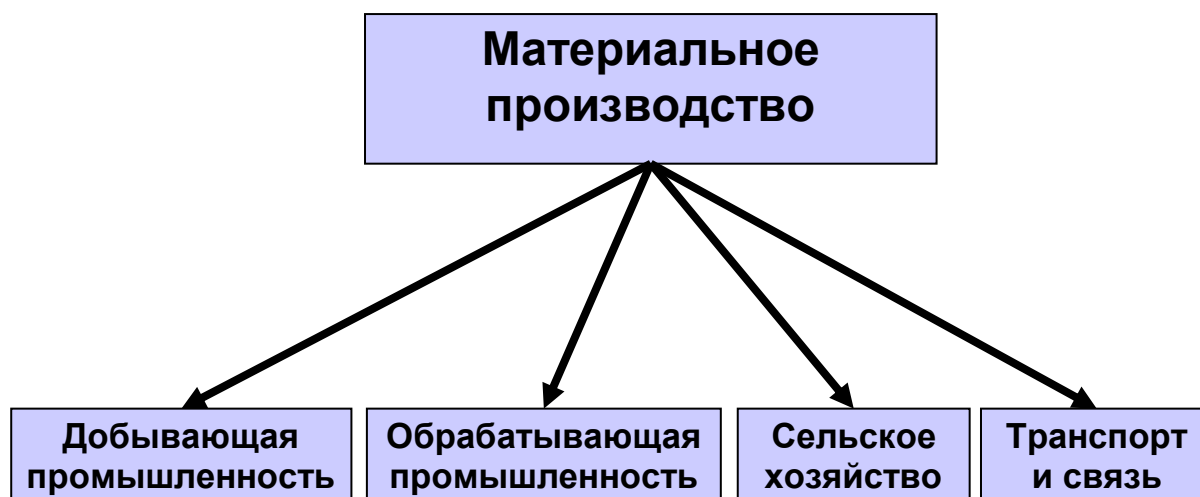 Материальное
производство
Добывающая
промышленность
Обрабатывающая
промышленность
Сельское
хозяйство
Транспорт
и связь